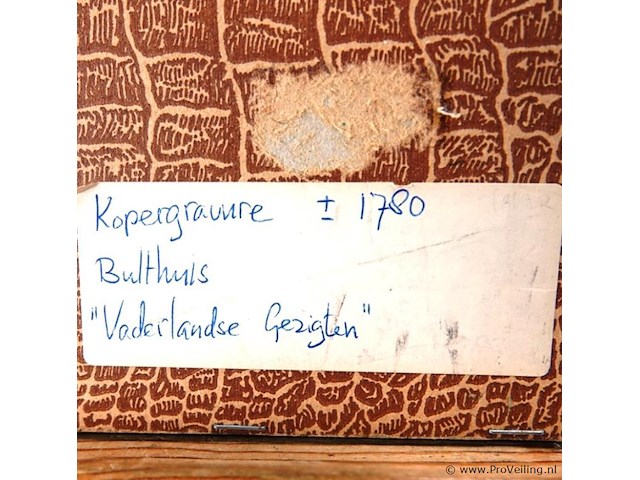 Kopergravure ± 1780
Bulthuis
"Vaderlandse Gezigten"
© www.ProVeiling.nl